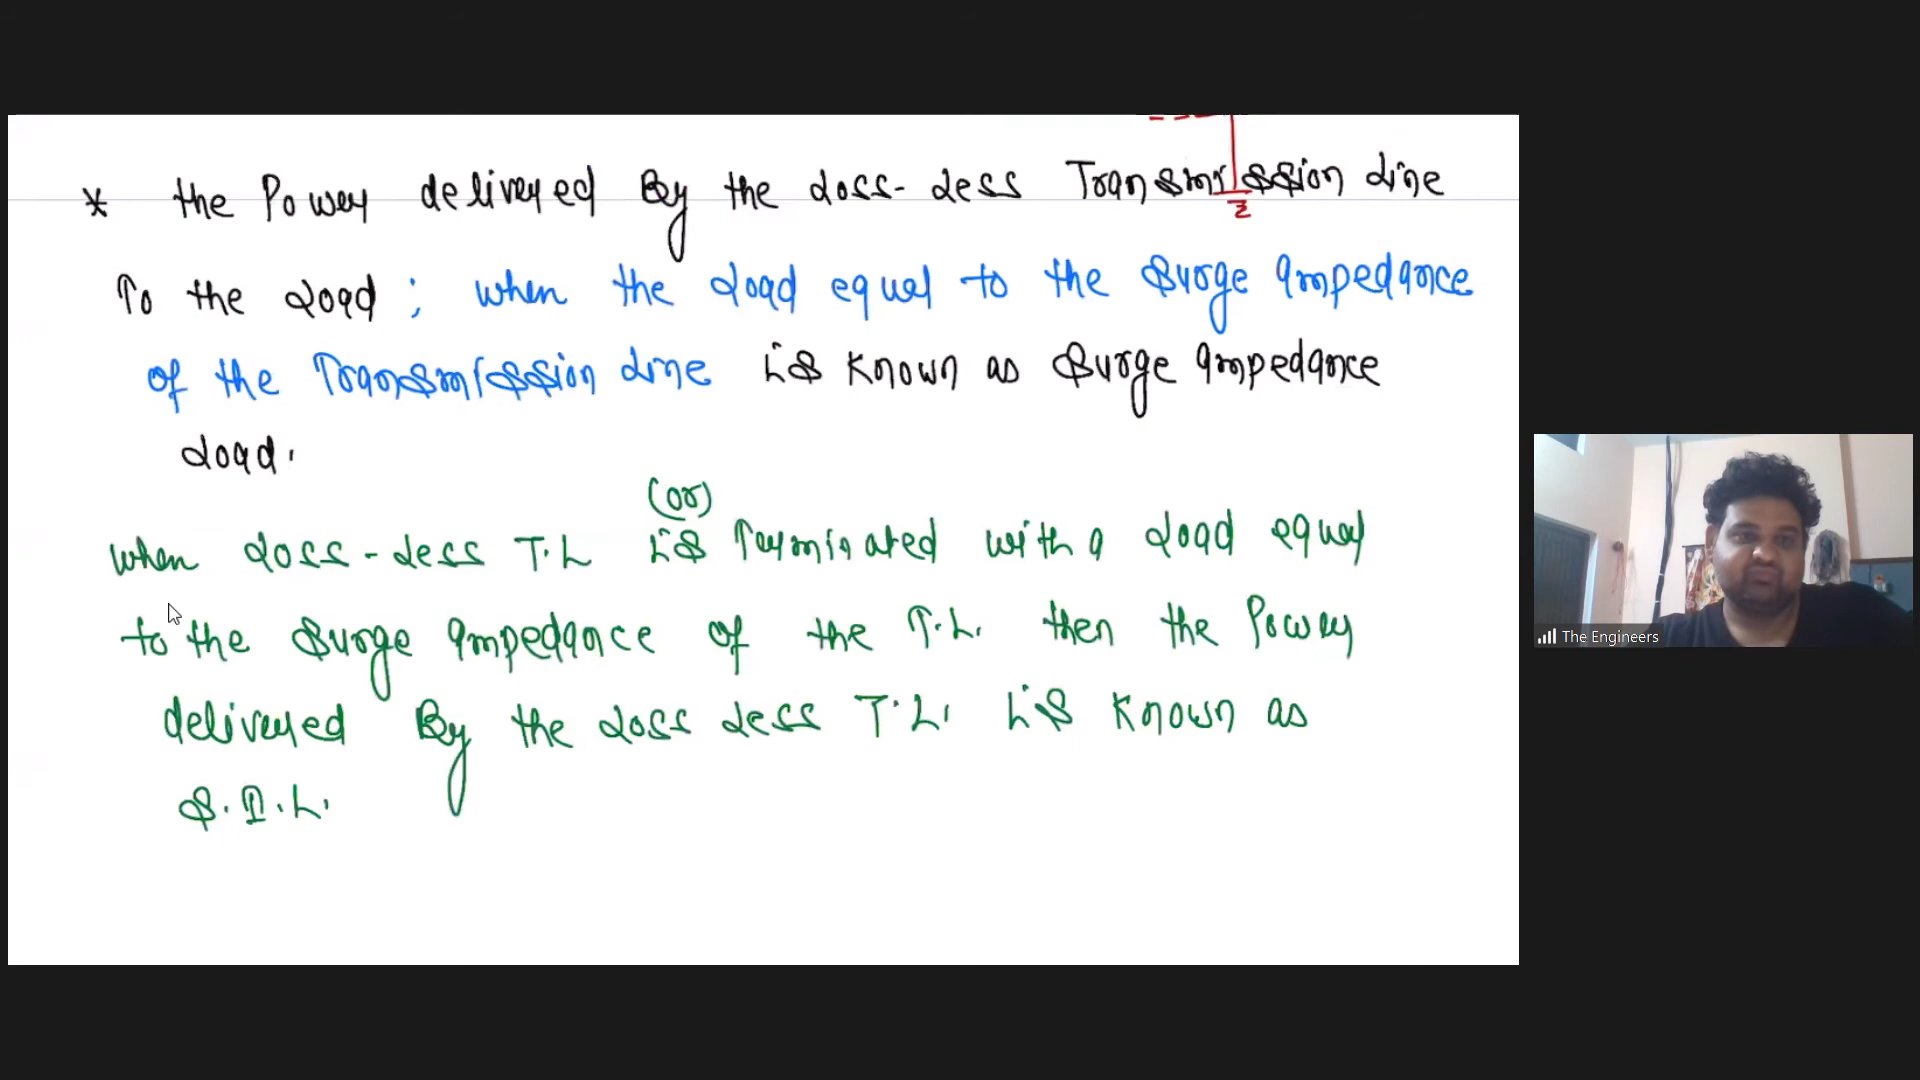 * the Power delivered By the Loss-Less Transmission Line
To the Load ; when the Load equal to the Surge Impedance
of the Transmission Line is known as Surge Impedance
Load.
(or)
when Loss-Less T.L is Terminated with a Load equal
to the Surge Impedance of the T.L. then the Power
delivered By the Loss Less T.L. is known as
S.I.L.
2
The Engineers